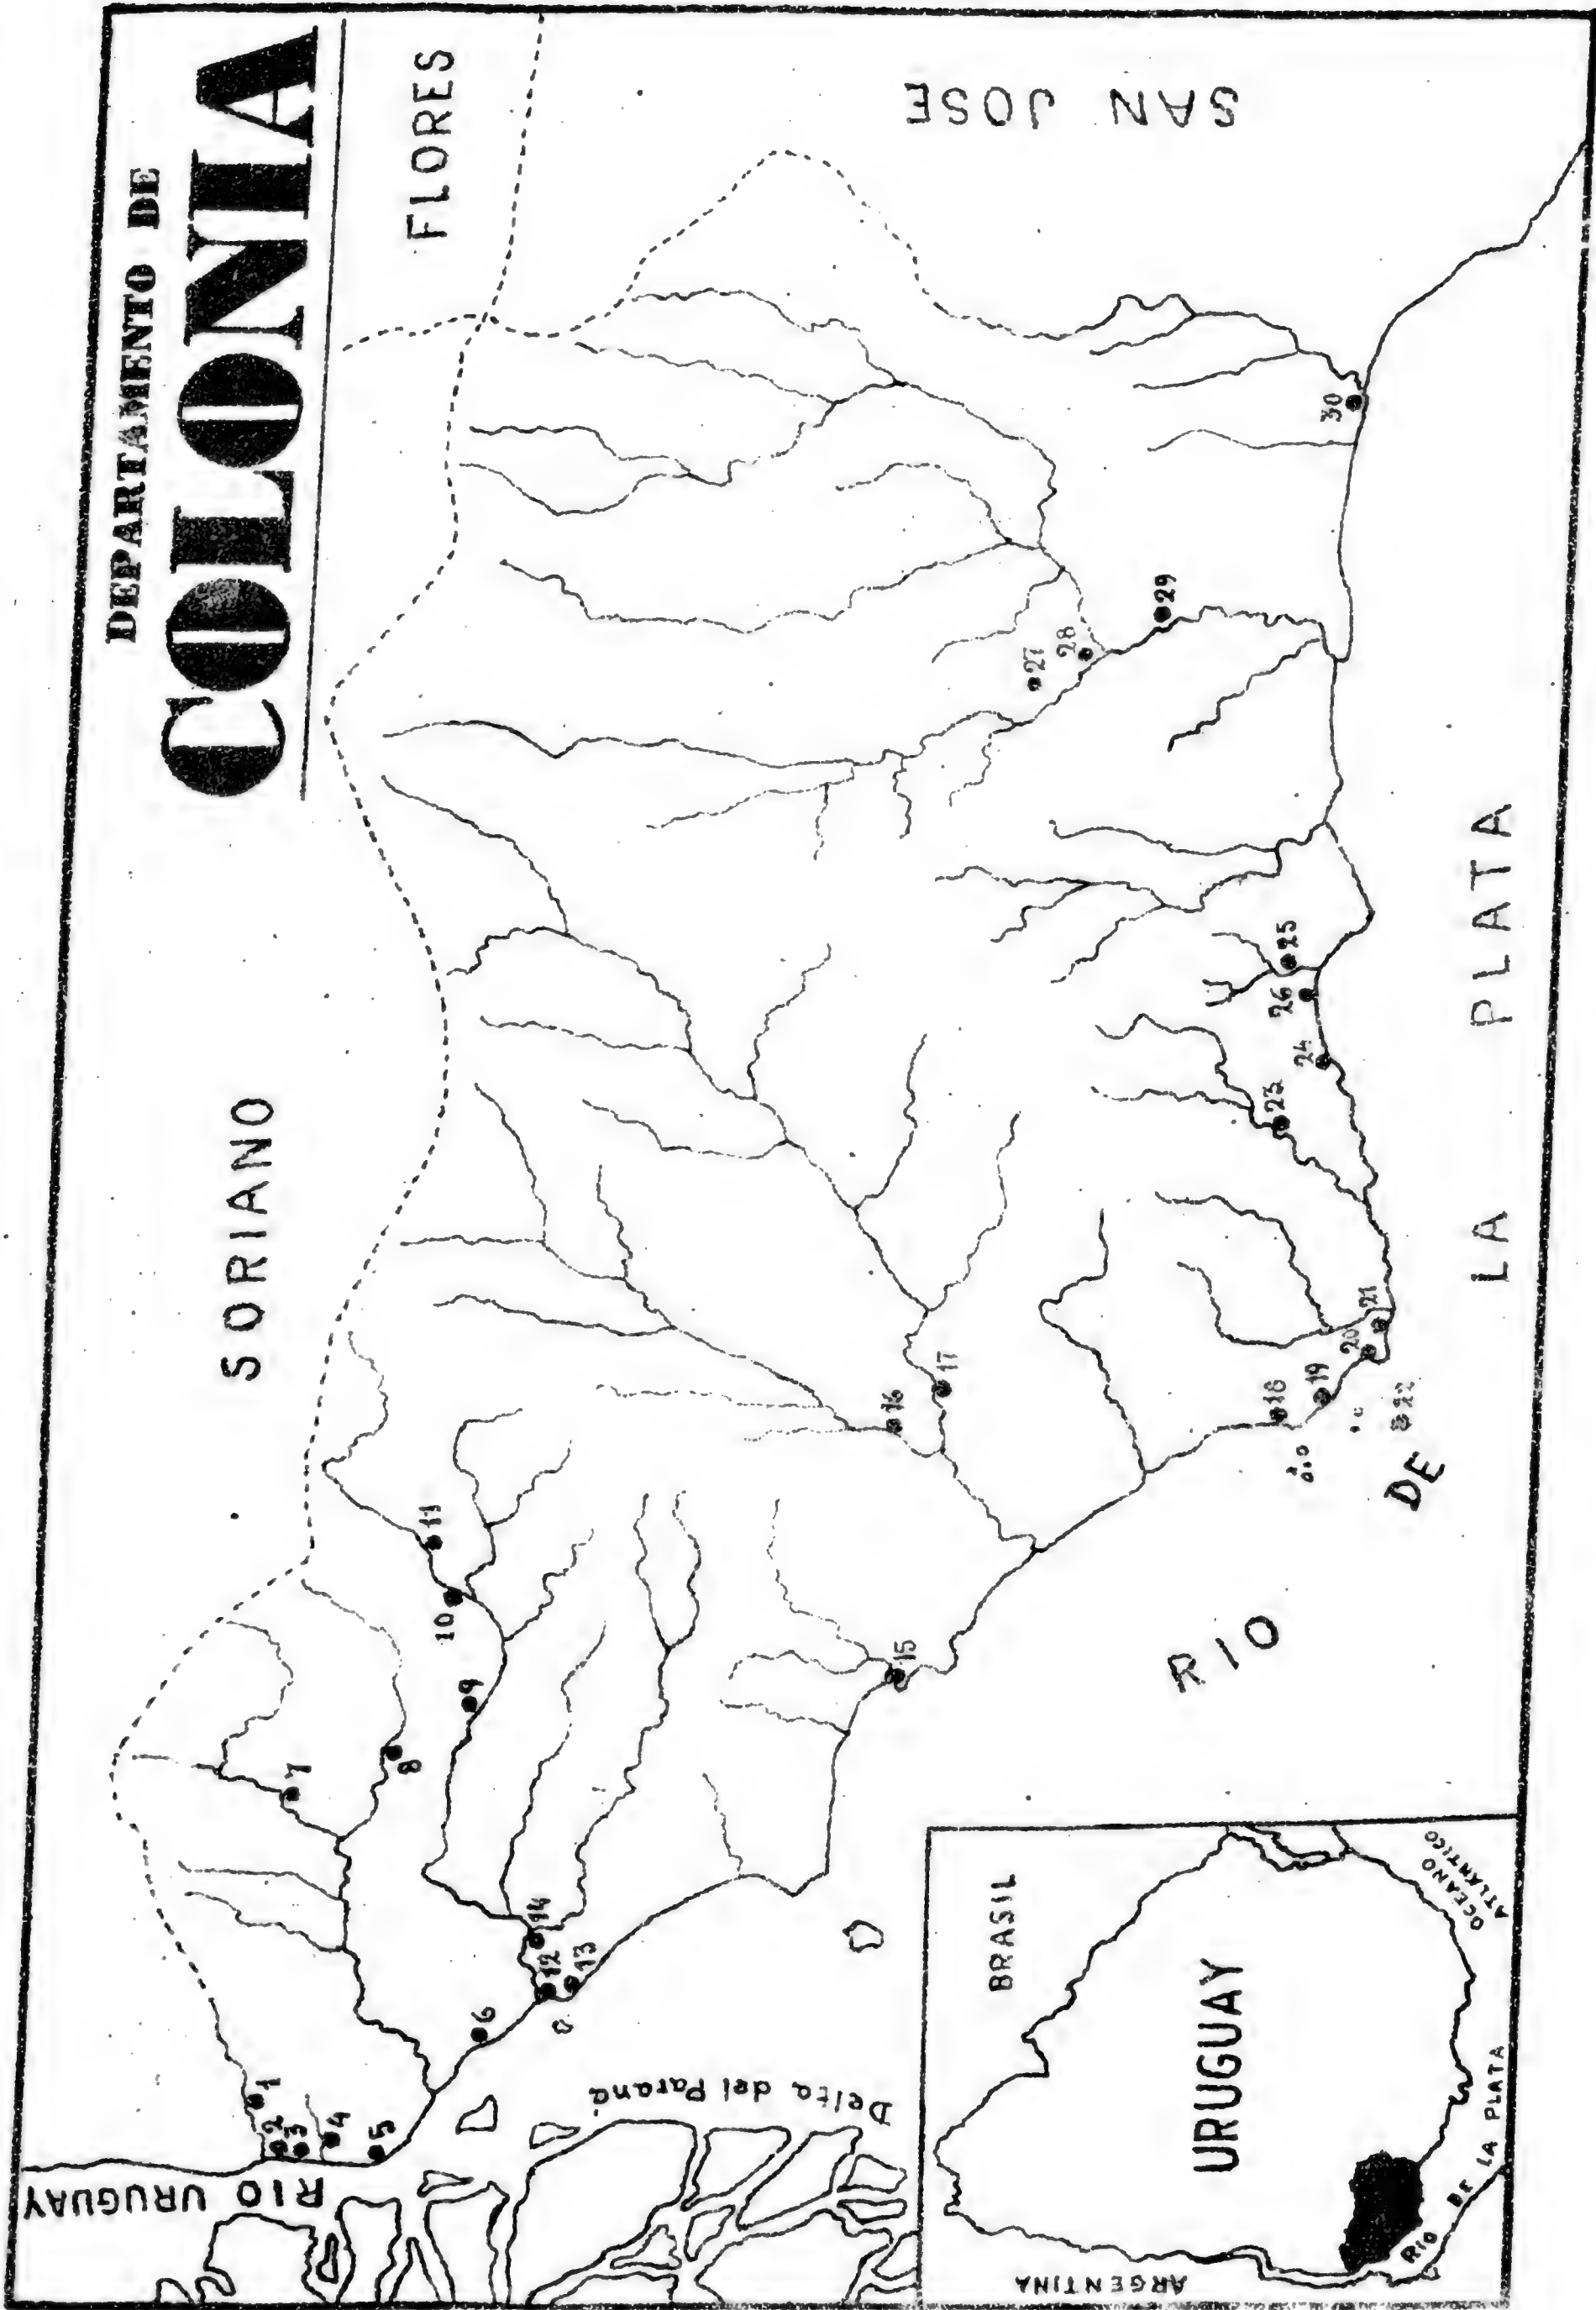 DEPARTAMENTO DE
COLONIA
FLORES
SAN JOSE
SORIANO
RIO URUGUAY
Delta del Paraná
RIO
DE
LA PLATA
1
2
3
4
5
6
7
8
9
10
11
12
13
14
15
16
17
18
19
20
21
22
23
24
25
26
27
28
29
30
BRASIL
URUGUAY
ARGENTINA
OCEANO
ATLANTICO
RIO DE LA PLATA